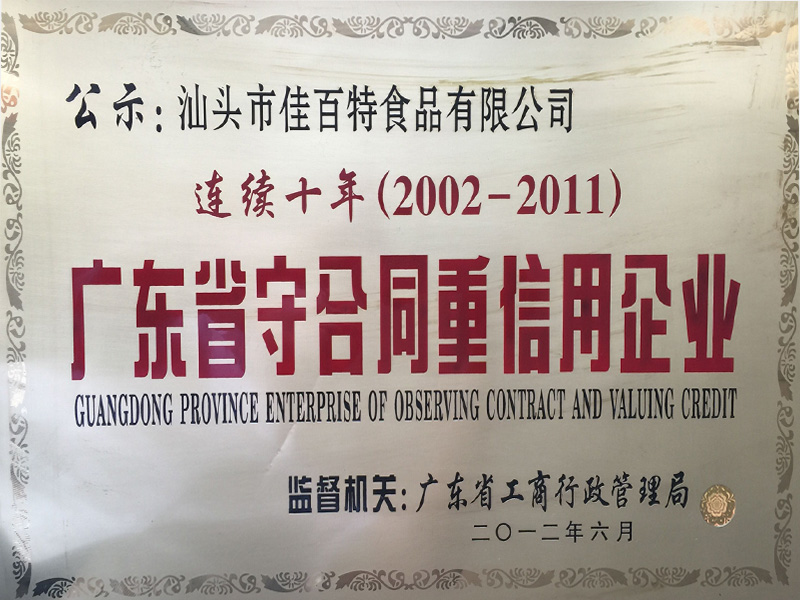 公示：汕头市佳百特食品有限公司
连续十年(2002-2011)
广东省守合同重信用企业
GUANGDONG PROVINCE ENTERPRISE OF OBSERVING CONTRACT AND VALUING CREDIT
监督机关：广东省工商行政管理局
二〇一二年六月